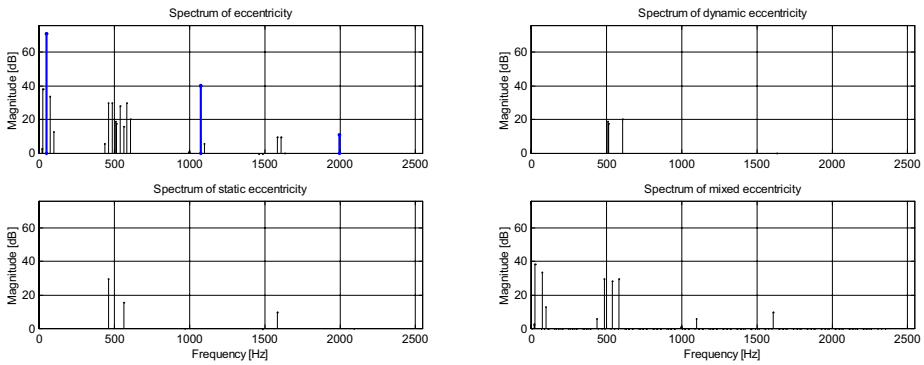 Spectrum of eccentricity
Magnitude [dB]
60
40
20
0
0 500 1000 1500 2000 2500
Spectrum of dynamic eccentricity
Magnitude [dB]
60
40
20
0
0 500 1000 1500 2000 2500
Spectrum of static eccentricity
Magnitude [dB]
60
40
20
0
0 500 1000 1500 2000 2500
Frequency [Hz]
Spectrum of mixed eccentricity
Magnitude [dB]
60
40
20
0
0 500 1000 1500 2000 2500
Frequency [Hz]